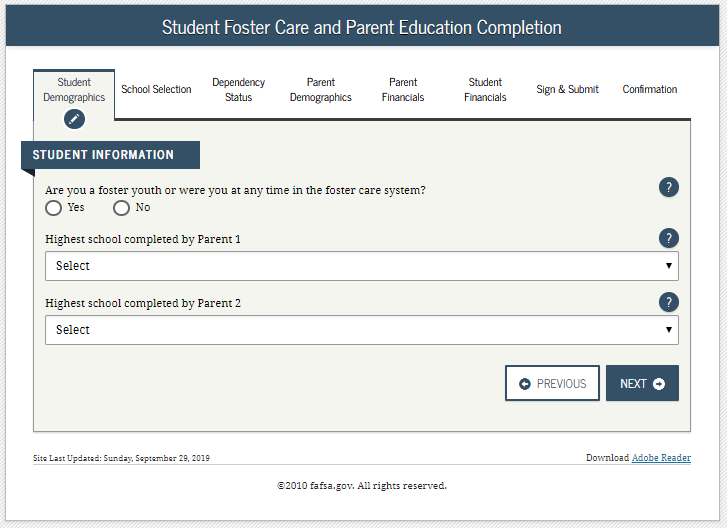 Student Foster Care and Parent Education Completion
Student Demographics
School Selection
Dependency Status
Parent Demographics
Parent Financials
Student Financials
Sign & Submit
Confirmation
STUDENT INFORMATION
Are you a foster youth or were you at any time in the foster care system?
?
Yes
No
Highest school completed by Parent 1
?
Select
Highest school completed by Parent 2
?
Select
PREVIOUS
NEXT
Site Last Updated: Sunday, September 29, 2019
Download Adobe Reader
©2010 fafsa.gov. All rights reserved.